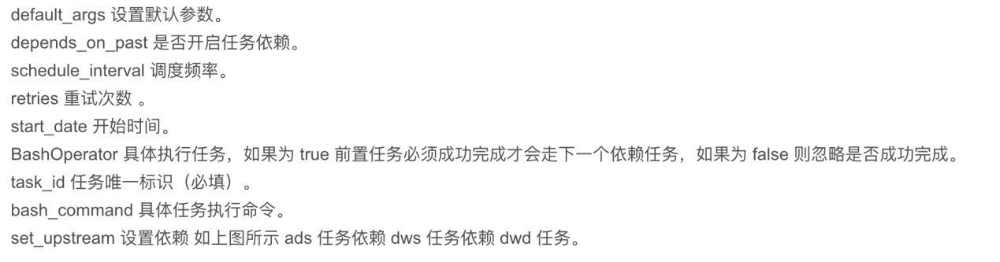 default_args 设置默认参数。
depends_on_past 是否开启任务依赖。
schedule_interval 调度频率。
retries 重试次数 。
start_date 开始时间。
BashOperator 具体执行任务，如果为 true 前置任务必须成功完成才会走下一个依赖任务，如果为 false 则忽略是否成功完成。
task_id 任务唯一标识（必填）。
bash_command 具体任务执行命令。
set_upstream 设置依赖 如上图所示 ads 任务依赖 dws 任务依赖 dwd 任务。